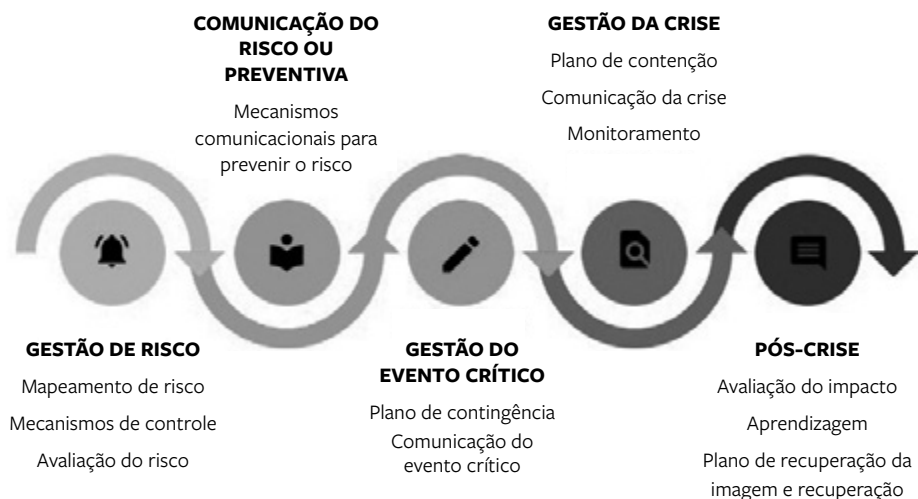 COMUNICAÇÃO DO
RISCO OU
PREVENTIVA
Mecanismos
comunicacionais para
prevenir o risco
GESTÃO DA CRISE
Plano de contenção
Comunicação da crise
Monitoramento
GESTÃO DE RISCO
Mapeamento de risco
Mecanismos de controle
Avaliação do risco
GESTÃO DO
EVENTO CRÍTICO
Plano de contingência
Comunicação do
evento crítico
PÓS-CRISE
Avaliação do impacto
Aprendizagem
Plano de recuperação da
imagem e recuperação